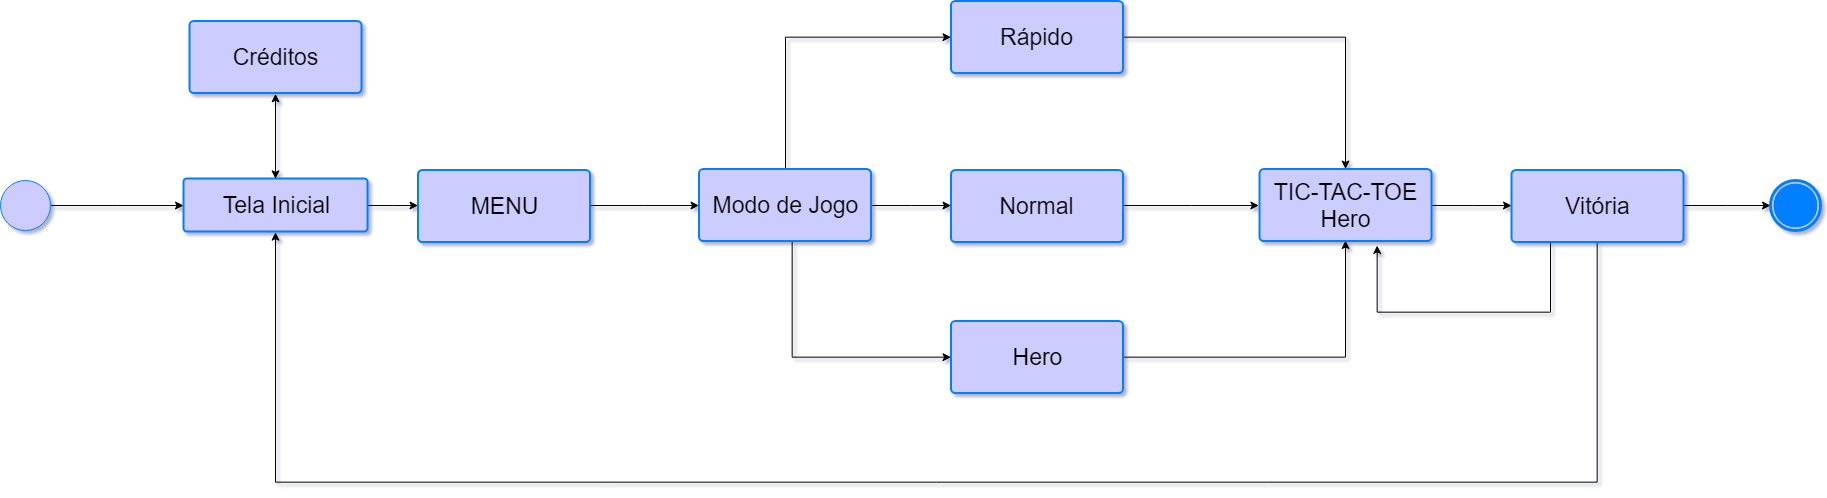 Créditos
Tela Inicial
MENU
Modo de Jogo
Rápido
Normal
Hero
TIC-TAC-TOE
Hero
Vitória